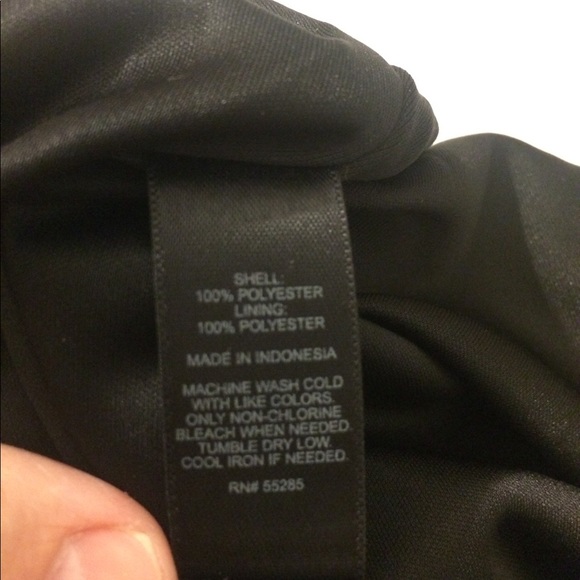 SHELL:
100% POLYESTER
LINING:
100% POLYESTER
MADE IN INDONESIA
MACHINE WASH COLD
WITH LIKE COLORS.
ONLY NON-CHLORINE
BLEACH WHEN NEEDED.
TUMBLE DRY LOW.
COOL IRON IF NEEDED.
RN# 55285